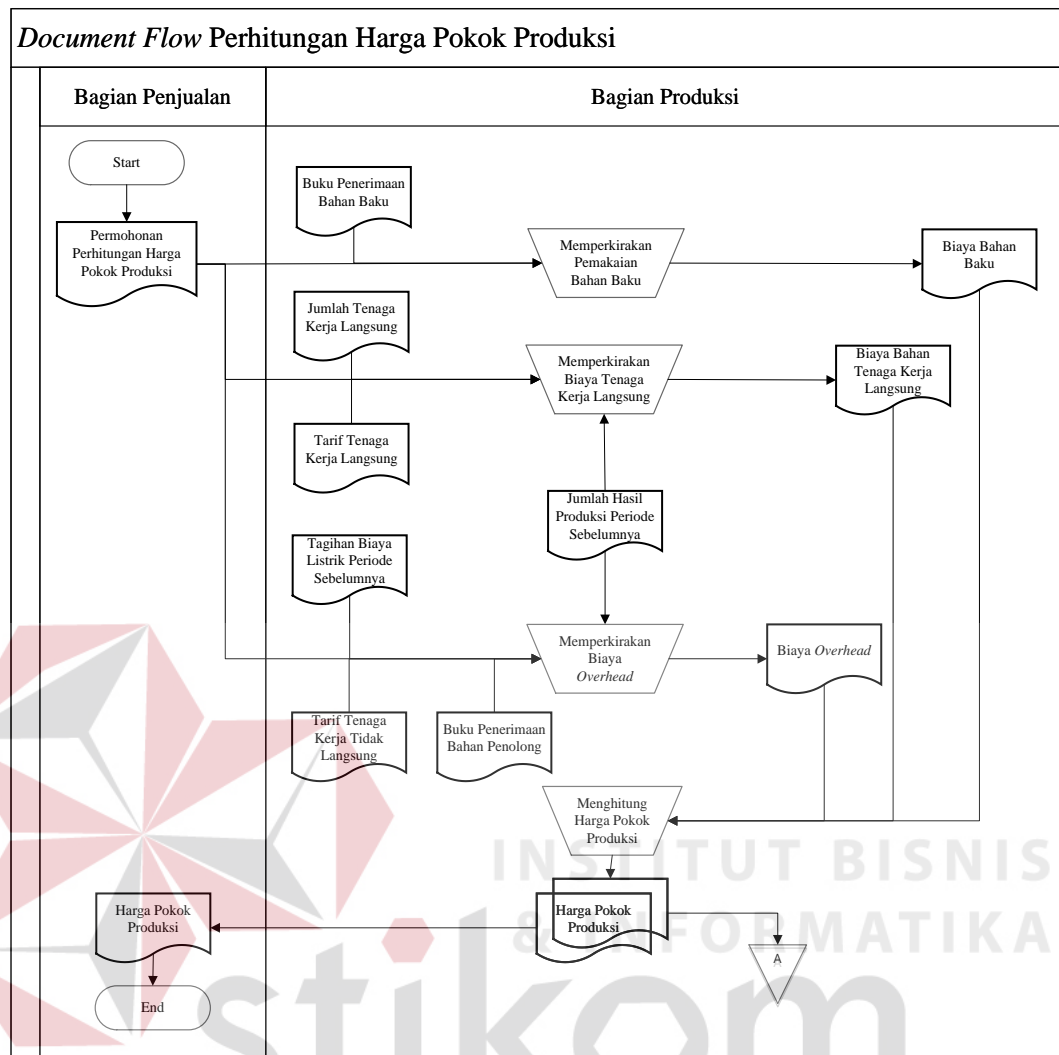 Document Flow Perhitungan Harga Pokok Produksi
Bagian Penjualan
Bagian Produksi
Start
Permohonan
Perhitungan Harga
Pokok Produksi
Buku Penerimaan
Bahan Baku
Memperkirakan
Pemakaian
Bahan Baku
Biaya Bahan
Baku
Jumlah Tenaga
Kerja Langsung
Memperkirakan
Biaya Tenaga
Kerja Langsung
Biaya Bahan
Tenaga Kerja
Langsung
Tarif Tenaga
Kerja Langsung
Jumlah Hasil
Produksi Periode
Sebelumnya
Tagihan Biaya
Listrik Periode
Sebelumnya
Memperkirakan
Biaya
Overhead
Biaya Overhead
Tarif Tenaga
Kerja Tidak
Langsung
Buku Penerimaan
Bahan Penolong
Menghitung
Harga Pokok
Produksi
Harga Pokok
Produksi
Harga Pokok
Produksi
A
End
INSTITUT BISNIS
& INFORMATIKA
stikom